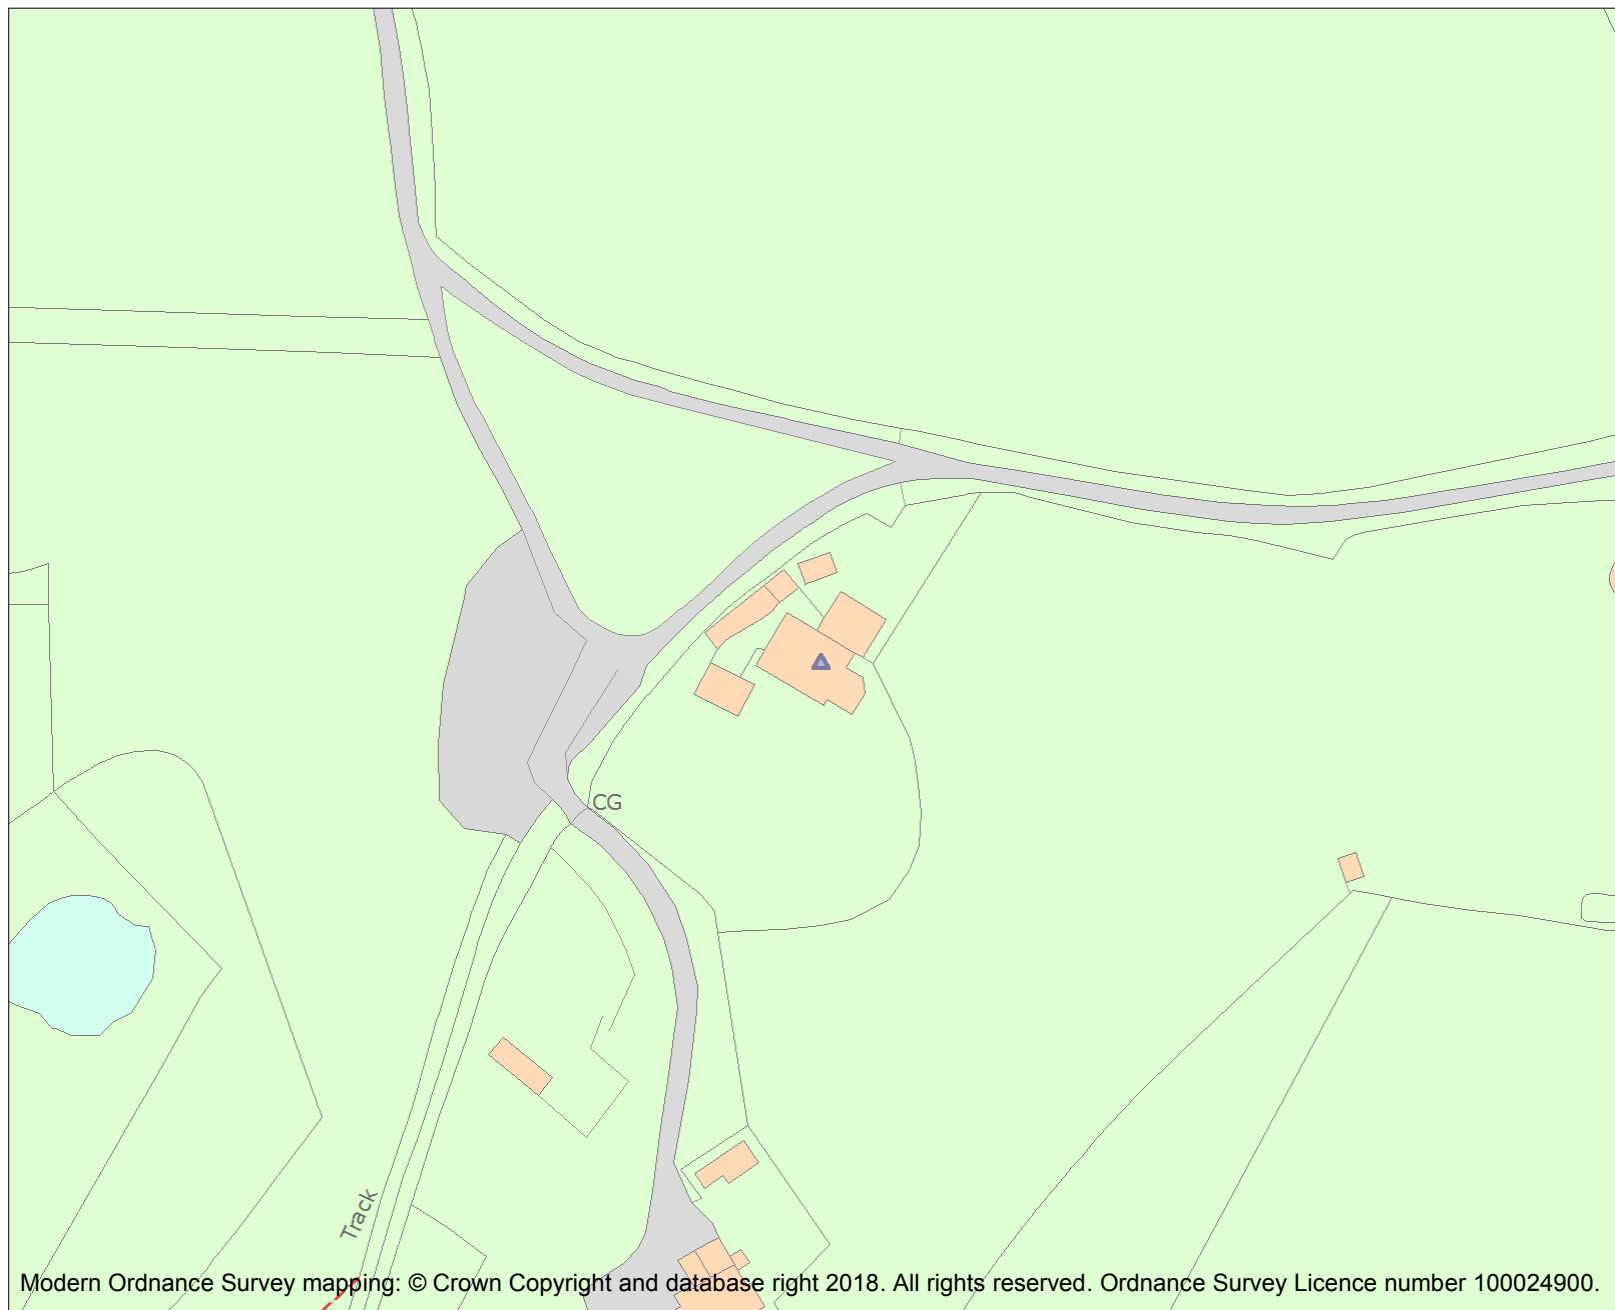 CG
Track
Modern Ordnance Survey mapping: © Crown Copyright and database right 2018. All rights reserved. Ordnance Survey Licence number 100024900.